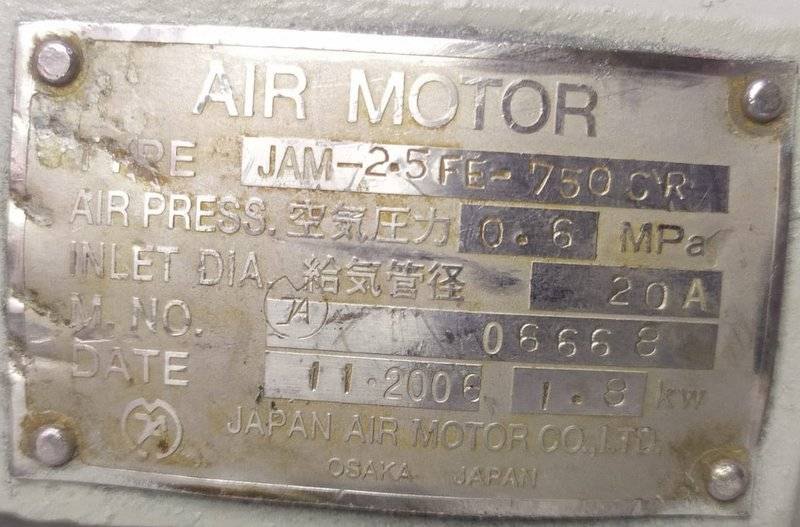 AIR MOTOR
TYPE JAM-2.5FE-750CR
AIR PRESS. 空気圧力 0.6 MPa
INLET DIA. 給気管径 20A
M. NO. 06668
DATE 11.2006 1.8 kw
JAPAN AIR MOTOR CO.,LTD.
OSAKA JAPAN